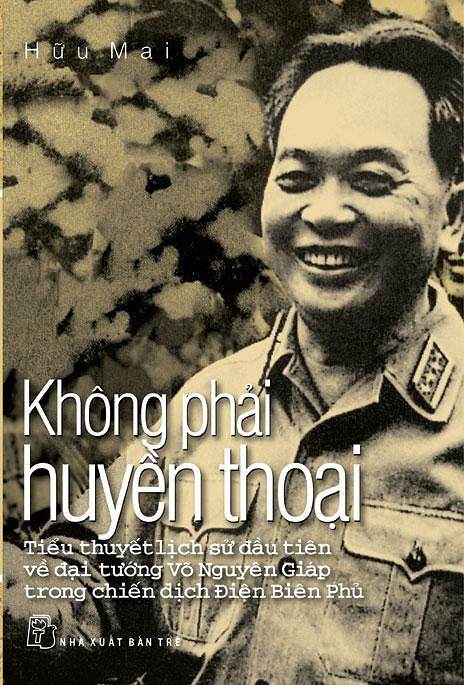 Hữu Mai
Không phải
huyền thoại
Tiểu thuyết lịch sử đầu tiên
về đại tướng Võ Nguyên Giáp
trong chiến dịch Điện Biên Phủ
NHÀ XUẤT BẢN TRẺ